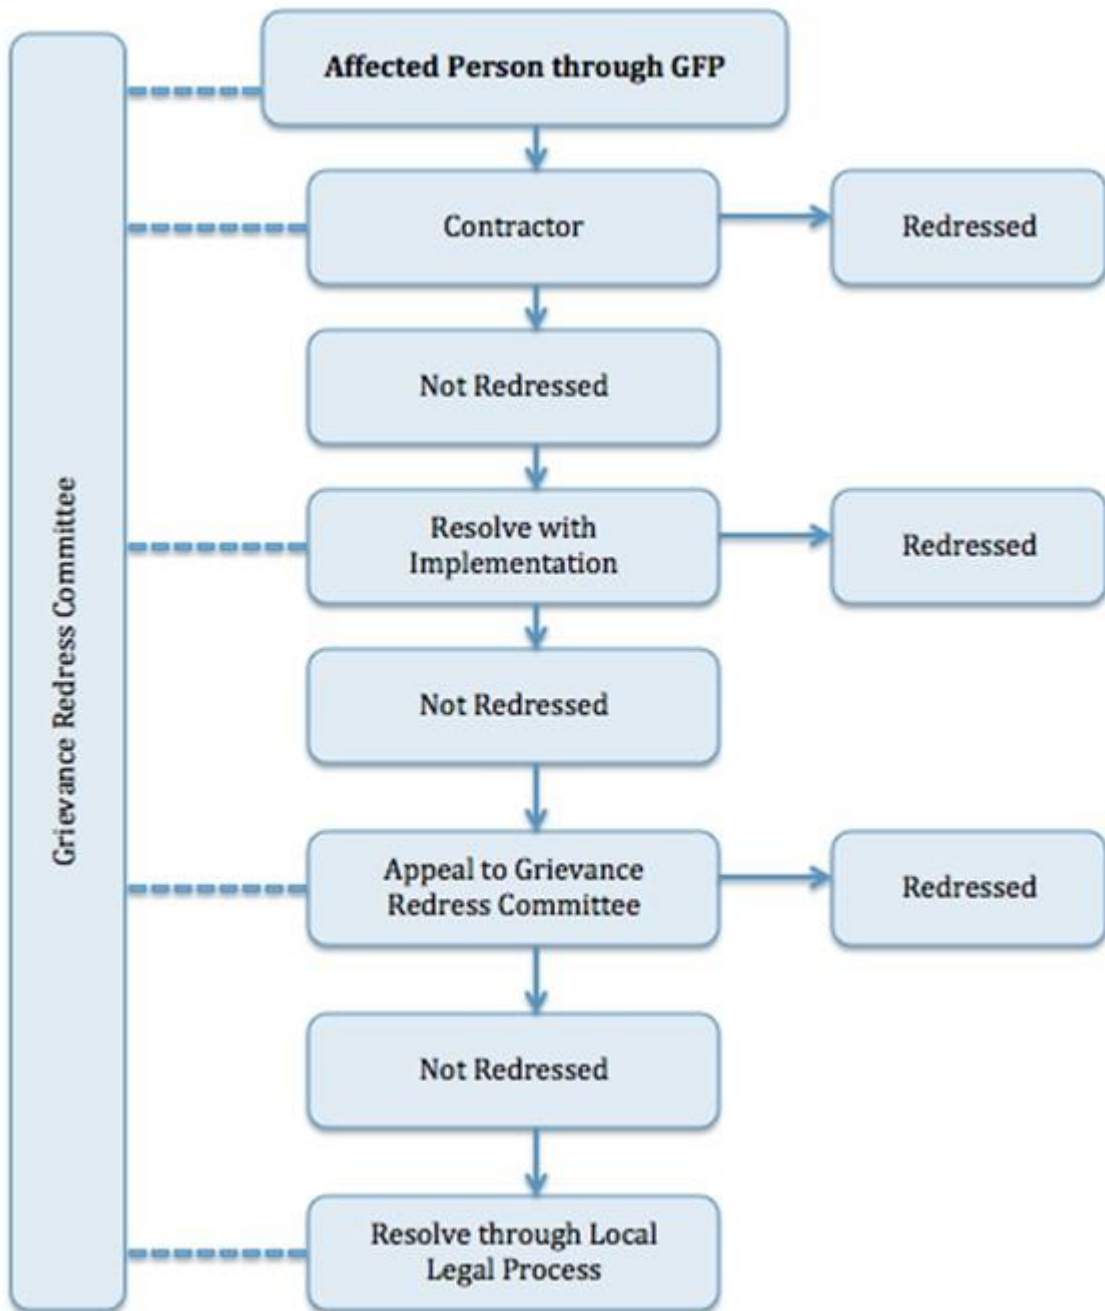 Grievance Redress Committee
Affected Person through GFP
Contractor
Redressed
Not Redressed
Resolve with
Implementation
Redressed
Not Redressed
Appeal to Grievance
Redress Committee
Redressed
Not Redressed
Resolve through Local
Legal Process